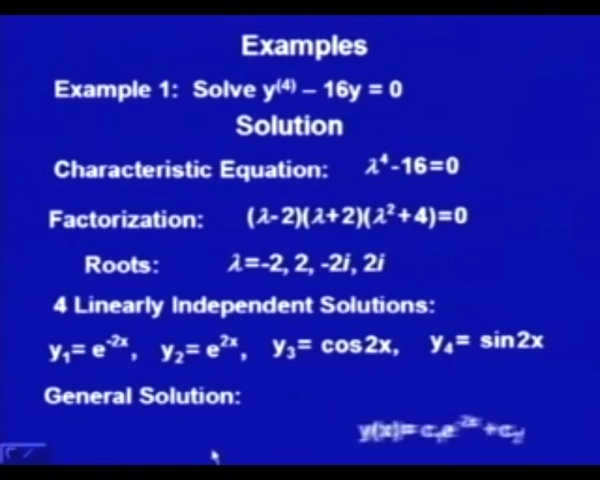 Examples
Example 1: Solve y⁽⁴⁾ – 16y = 0
Solution
Characteristic Equation: λ⁴-16=0
Factorization: (λ-2)(λ+2)(λ²+4)=0
Roots: λ=-2, 2, -2i, 2i
4 Linearly Independent Solutions:
y₁= e⁻²ˣ, y₂= e²ˣ, y₃= cos2x, y₄= sin2x
General Solution:
y(x)= c₁e⁻²ˣ +c₂